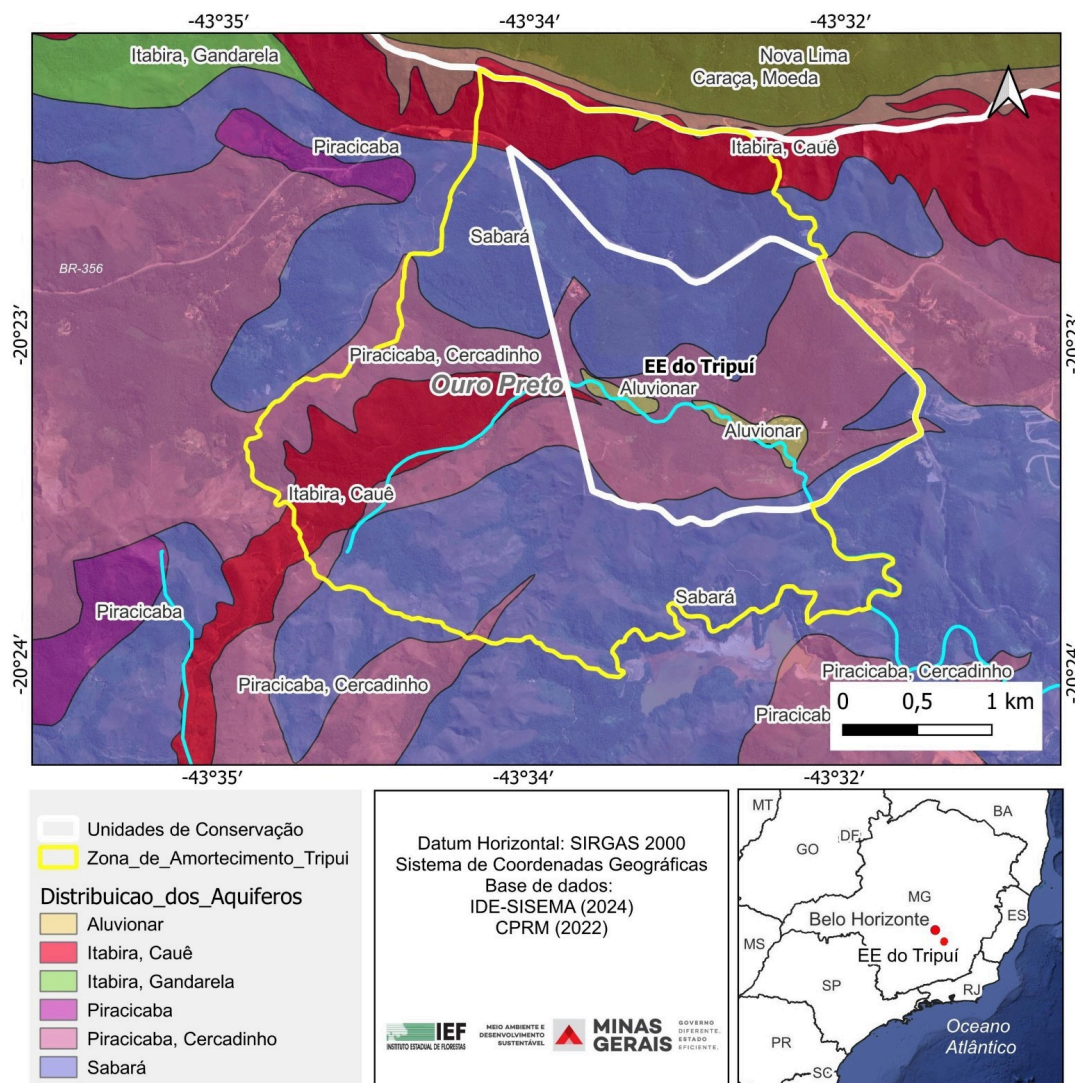 -43°35′
-43°34′
-43°32′
Itabira, Gandarela
Nova Lima
Caraça, Moeda
Piracicaba
Itabira, Cauê
Sabará
BR-356
-20°23′
-20°23′
Piracicaba, Cercadinho
EE do Tripuí
Ouro Preto
Aluvionar
Aluvionar
Itabira, Cauê
Piracicaba
Sabará
-20°24′
-20°24′
Piracicaba, Cercadinho
Piracicaba, Cercadinho
Piracicab
0 0,5 1 km
-43°35′
-43°34′
-43°32′
Unidades de Conservação
Zona_de_Amortecimento_Tripui
Distribuicao_dos_Aquiferos
Aluvionar
Itabira, Cauê
Itabira, Gandarela
Piracicaba
Piracicaba, Cercadinho
Sabará
Datum Horizontal: SIRGAS 2000
Sistema de Coordenadas Geográficas
Base de dados:
IDE-SISEMA (2024)
CPRM (2022)
IEF
INSTITUTO ESTADUAL DE FLORESTAS
MEIO AMBIENTE E
DESENVOLVIMENTO
SUSTENTÁVEL
MINAS
GERAIS
GOVERNO
DIFERENTE.
ESTADO
EFICIENTE.
MT
BA
DF
GO
MG
Belo Horizonte
ES
MS
EE do Tripuí
SP
RJ
PR
Oceano
Atlântico
SC